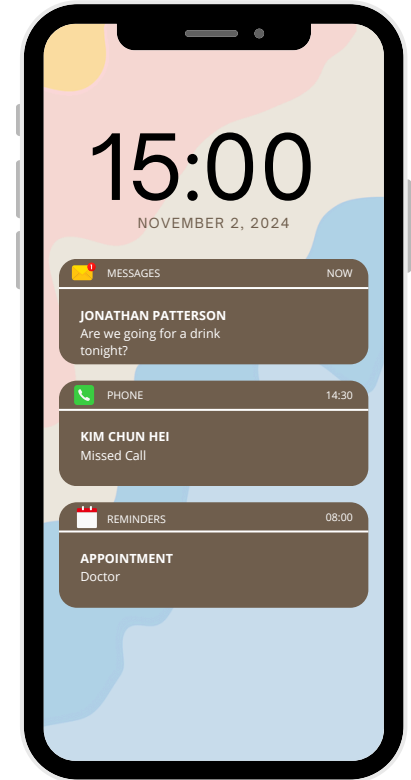 15:00
NOVEMBER 2, 2024
1
MESSAGES NOW
JONATHAN PATTERSON
Are we going for a drink
tonight?
PHONE 14:30
KIM CHUN HEI
Missed Call
REMINDERS 08:00
APPOINTMENT
Doctor